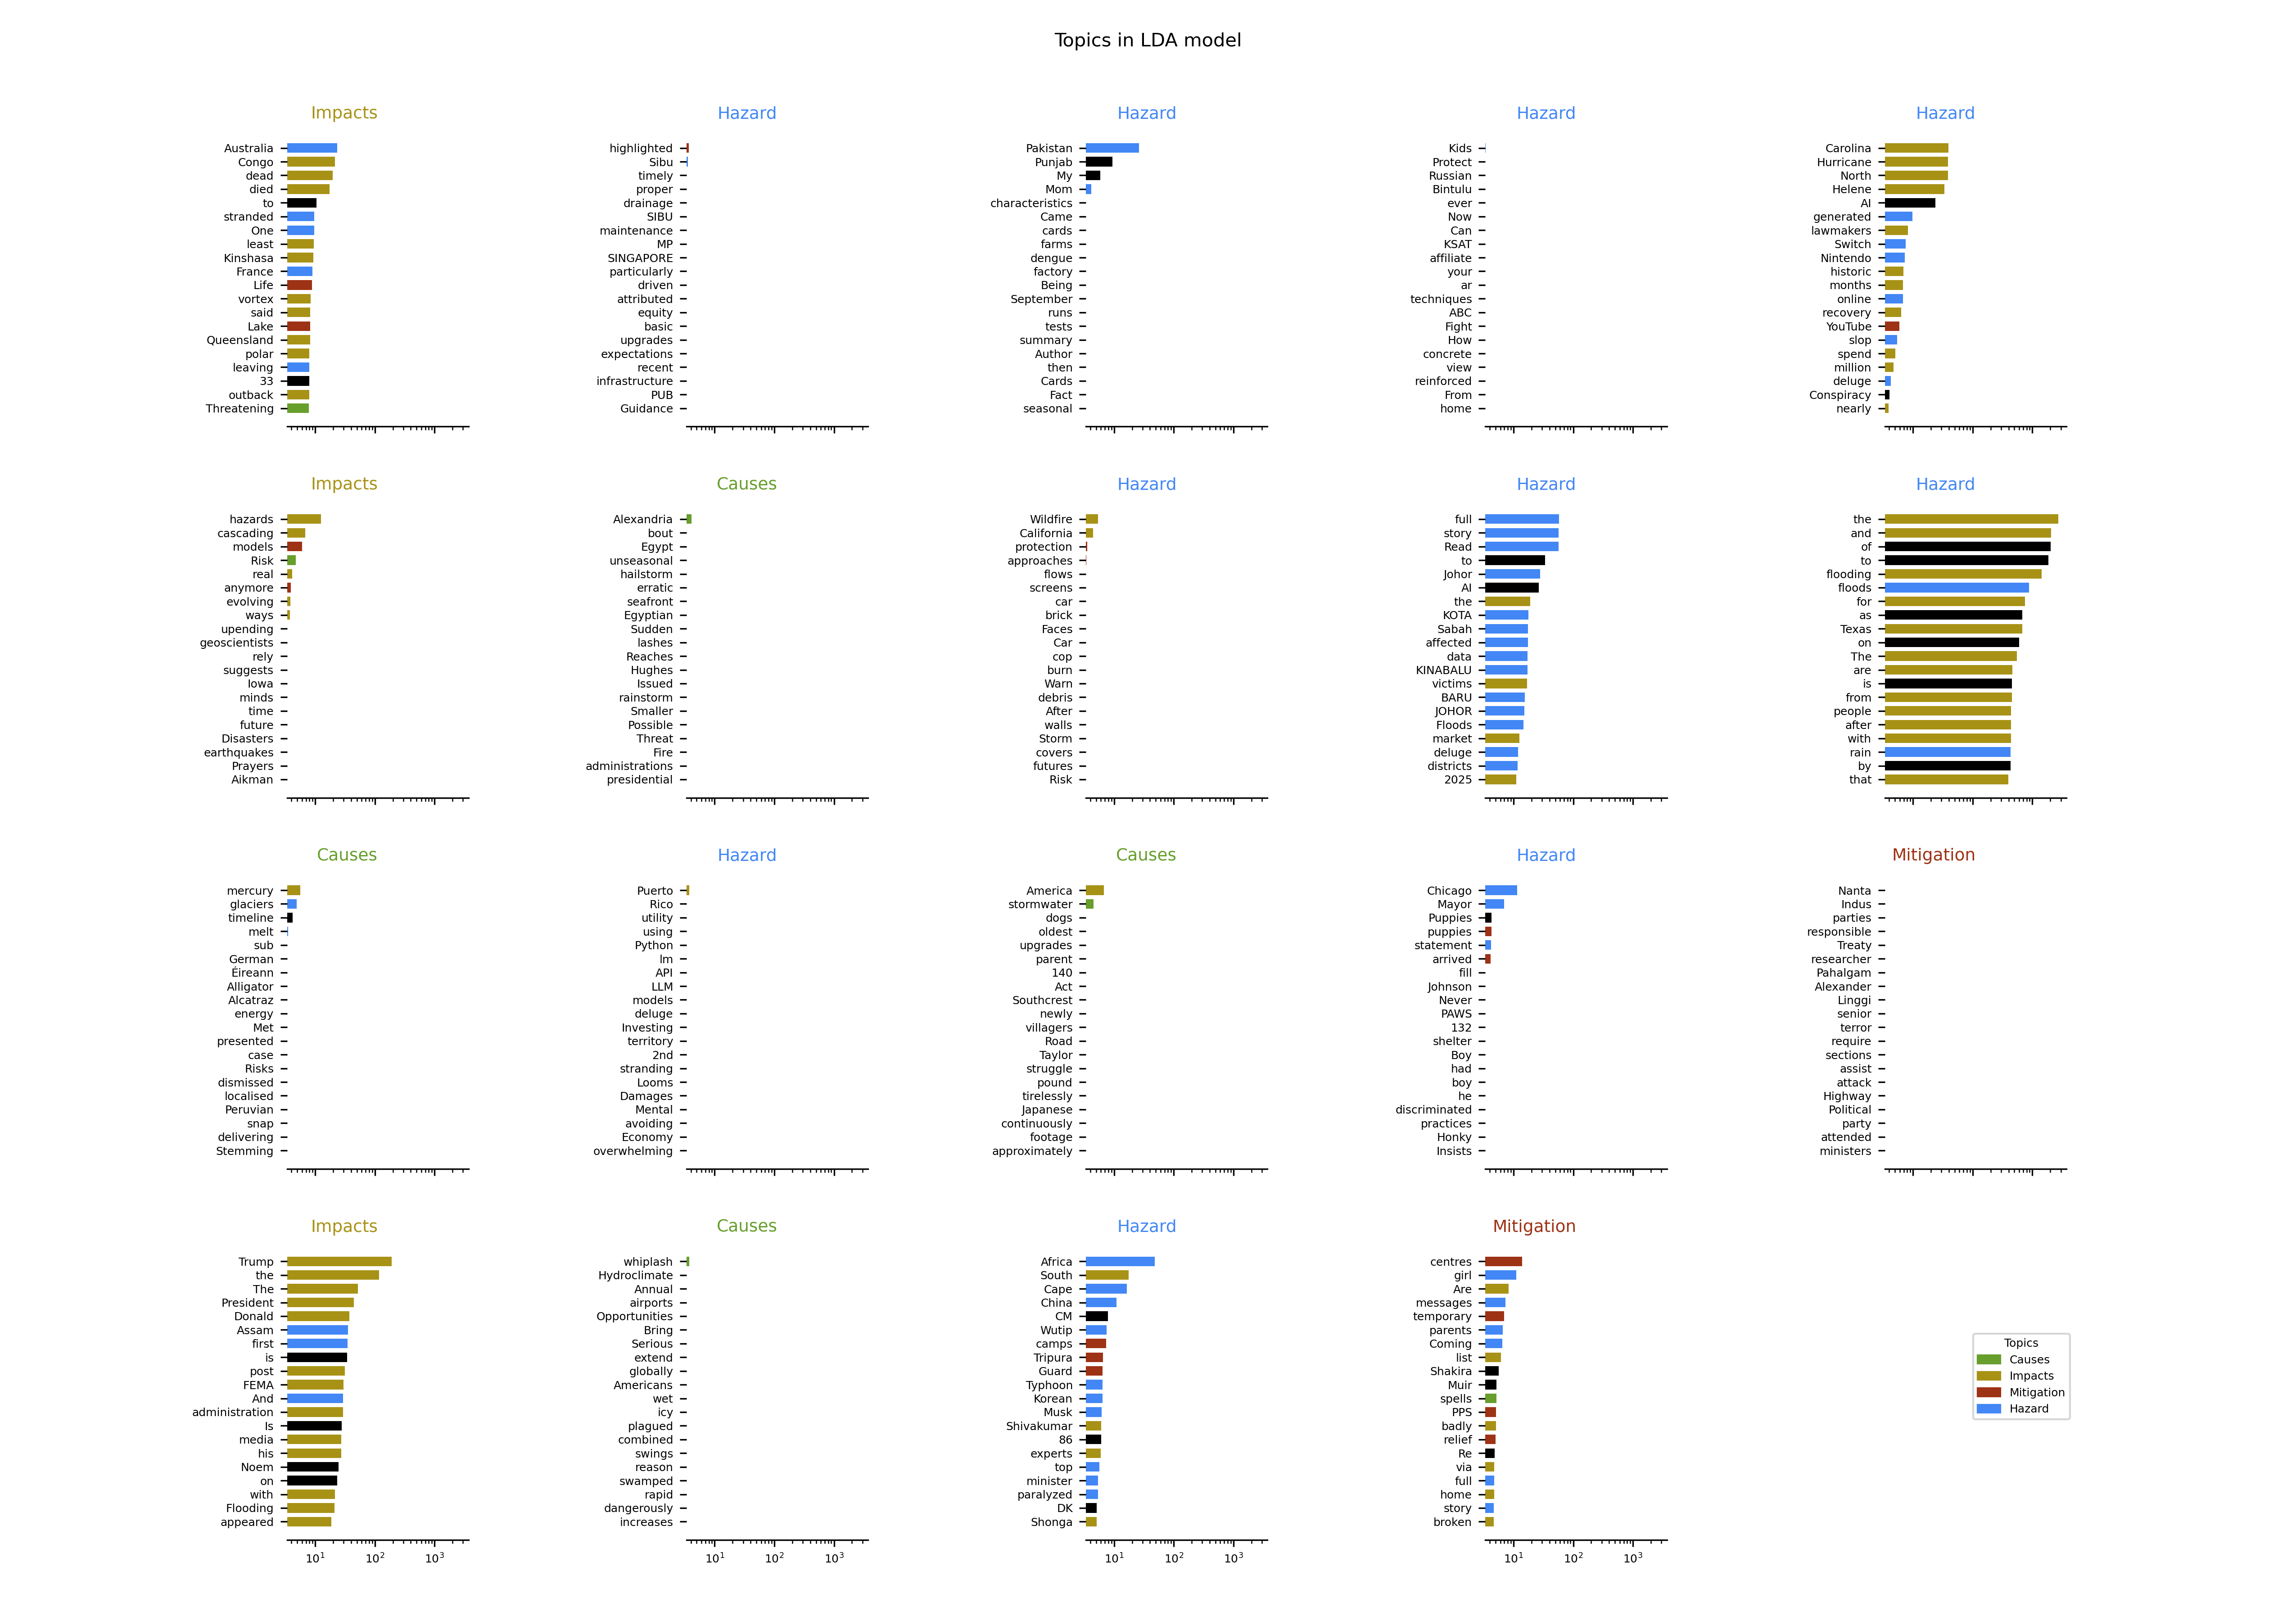 Topics in LDA model
Impacts
Australia
Congo
dead
died
to
stranded
One
least
Kinshasa
France
Life
vortex
said
Lake
Queensland
polar
leaving
33
outback
Threatening
Hazard
highlighted
Sibu
timely
proper
drainage
SIBU
maintenance
MP
SINGAPORE
particularly
driven
attributed
equity
basic
upgrades
expectations
recent
infrastructure
PUB
Guidance
Hazard
Pakistan
Punjab
My
Mom
characteristics
Came
cards
farms
dengue
factory
Being
September
runs
tests
summary
Author
then
Cards
Fact
seasonal
Hazard
Kids
Protect
Russian
Bintulu
ever
Now
Can
KSAT
affiliate
your
ar
techniques
ABC
Fight
How
concrete
view
reinforced
From
home
Hazard
Carolina
Hurricane
North
Helene
AI
generated
lawmakers
Switch
Nintendo
historic
months
online
recovery
YouTube
slop
spend
million
deluge
Conspiracy
nearly
Impacts
hazards
cascading
models
Risk
real
anymore
evolving
ways
upending
geoscientists
rely
suggests
Iowa
minds
time
future
Disasters
earthquakes
Prayers
Aikman
Causes
Alexandria
bout
Egypt
unseasonal
hailstorm
erratic
seafront
Egyptian
Sudden
lashes
Reaches
Hughes
Issued
rainstorm
Smaller
Possible
Threat
Fire
administrations
presidential
Hazard
Wildfire
California
protection
approaches
flows
screens
car
brick
Faces
Car
cop
burn
Warn
debris
After
walls
Storm
covers
futures
Risk
Hazard
full
story
Read
to
Johor
AI
the
KOTA
Sabah
affected
data
KINABALU
victims
BARU
JOHOR
Floods
market
deluge
districts
2025
Hazard
the
and
of
to
flooding
floods
for
as
Texas
on
The
are
is
from
people
after
with
rain
by
that
Causes
mercury
glaciers
timeline
melt
sub
German
Éireann
Alligator
Alcatraz
energy
Met
presented
case
Risks
dismissed
localised
Peruvian
snap
delivering
Stemming
Hazard
Puerto
Rico
utility
using
Python
Im
API
LLM
models
deluge
Investing
territory
2nd
stranding
Looms
Damages
Mental
avoiding
Economy
overwhelming
Causes
America
stormwater
dogs
oldest
upgrades
parent
140
Act
Southcrest
newly
villagers
Road
Taylor
struggle
pound
tirelessly
Japanese
continuously
footage
approximately
Hazard
Chicago
Mayor
Puppies
puppies
statement
arrived
fill
Johnson
Never
PAWS
132
shelter
Boy
had
boy
he
discriminated
practices
Honky
Insists
Mitigation
Nanta
Indus
parties
responsible
Treaty
researcher
Pahalgam
Alexander
Linggi
senior
terror
require
sections
assist
attack
Highway
Political
party
attended
ministers
Impacts
Trump
the
The
President
Donald
Assam
first
is
post
FEMA
And
administration
Is
media
his
Noem
on
with
Flooding
appeared
10¹ 10² 10³
Causes
whiplash
Hydroclimate
Annual
airports
Opportunities
Bring
Serious
extend
globally
Americans
wet
icy
plagued
combined
swings
reason
swamped
rapid
dangerously
increases
10¹ 10² 10³
Hazard
Africa
South
Cape
China
CM
Wutip
camps
Tripura
Guard
Typhoon
Korean
Musk
Shivakumar
86
experts
top
minister
paralyzed
DK
Shonga
10¹ 10² 10³
Mitigation
centres
girl
Are
messages
temporary
parents
Coming
list
Shakira
Muir
spells
PPS
badly
relief
Re
via
full
home
story
broken
10¹ 10² 10³
Topics
Causes
Impacts
Mitigation
Hazard